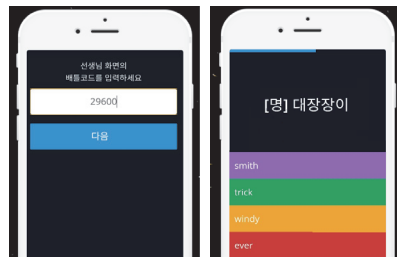 선생님 화면의
배틀코드를 입력하세요
29600
다음
[명] 대장장이
smith
trick
windy
ever